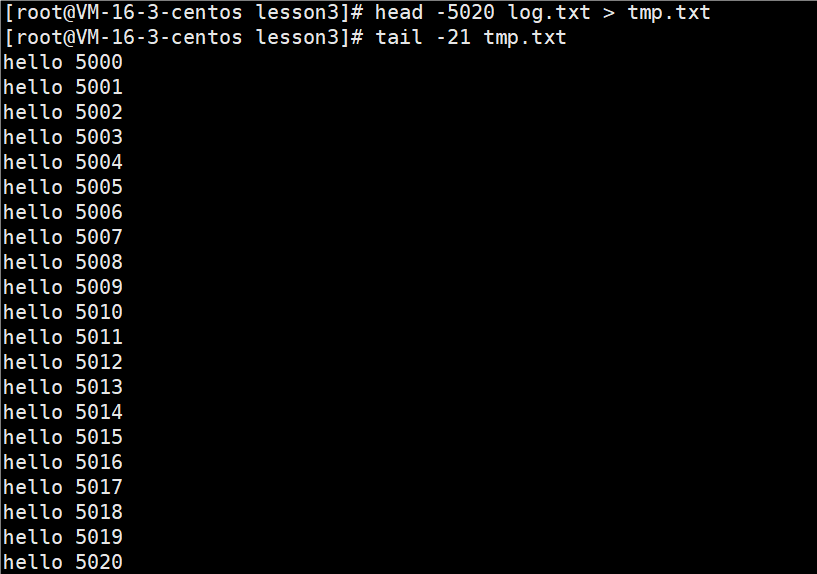 [root@VM-16-3-centos lesson3]# head -5020 log.txt > tmp.txt
[root@VM-16-3-centos lesson3]# tail -21 tmp.txt
hello 5000
hello 5001
hello 5002
hello 5003
hello 5004
hello 5005
hello 5006
hello 5007
hello 5008
hello 5009
hello 5010
hello 5011
hello 5012
hello 5013
hello 5014
hello 5015
hello 5016
hello 5017
hello 5018
hello 5019
hello 5020